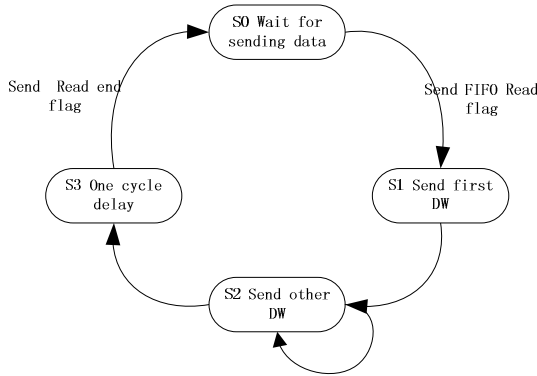 S0 Wait for
sending data
Send Read end
flag
Send FIFO Read
flag
S3 One cycle
delay
S1 Send first
DW
S2 Send other
DW